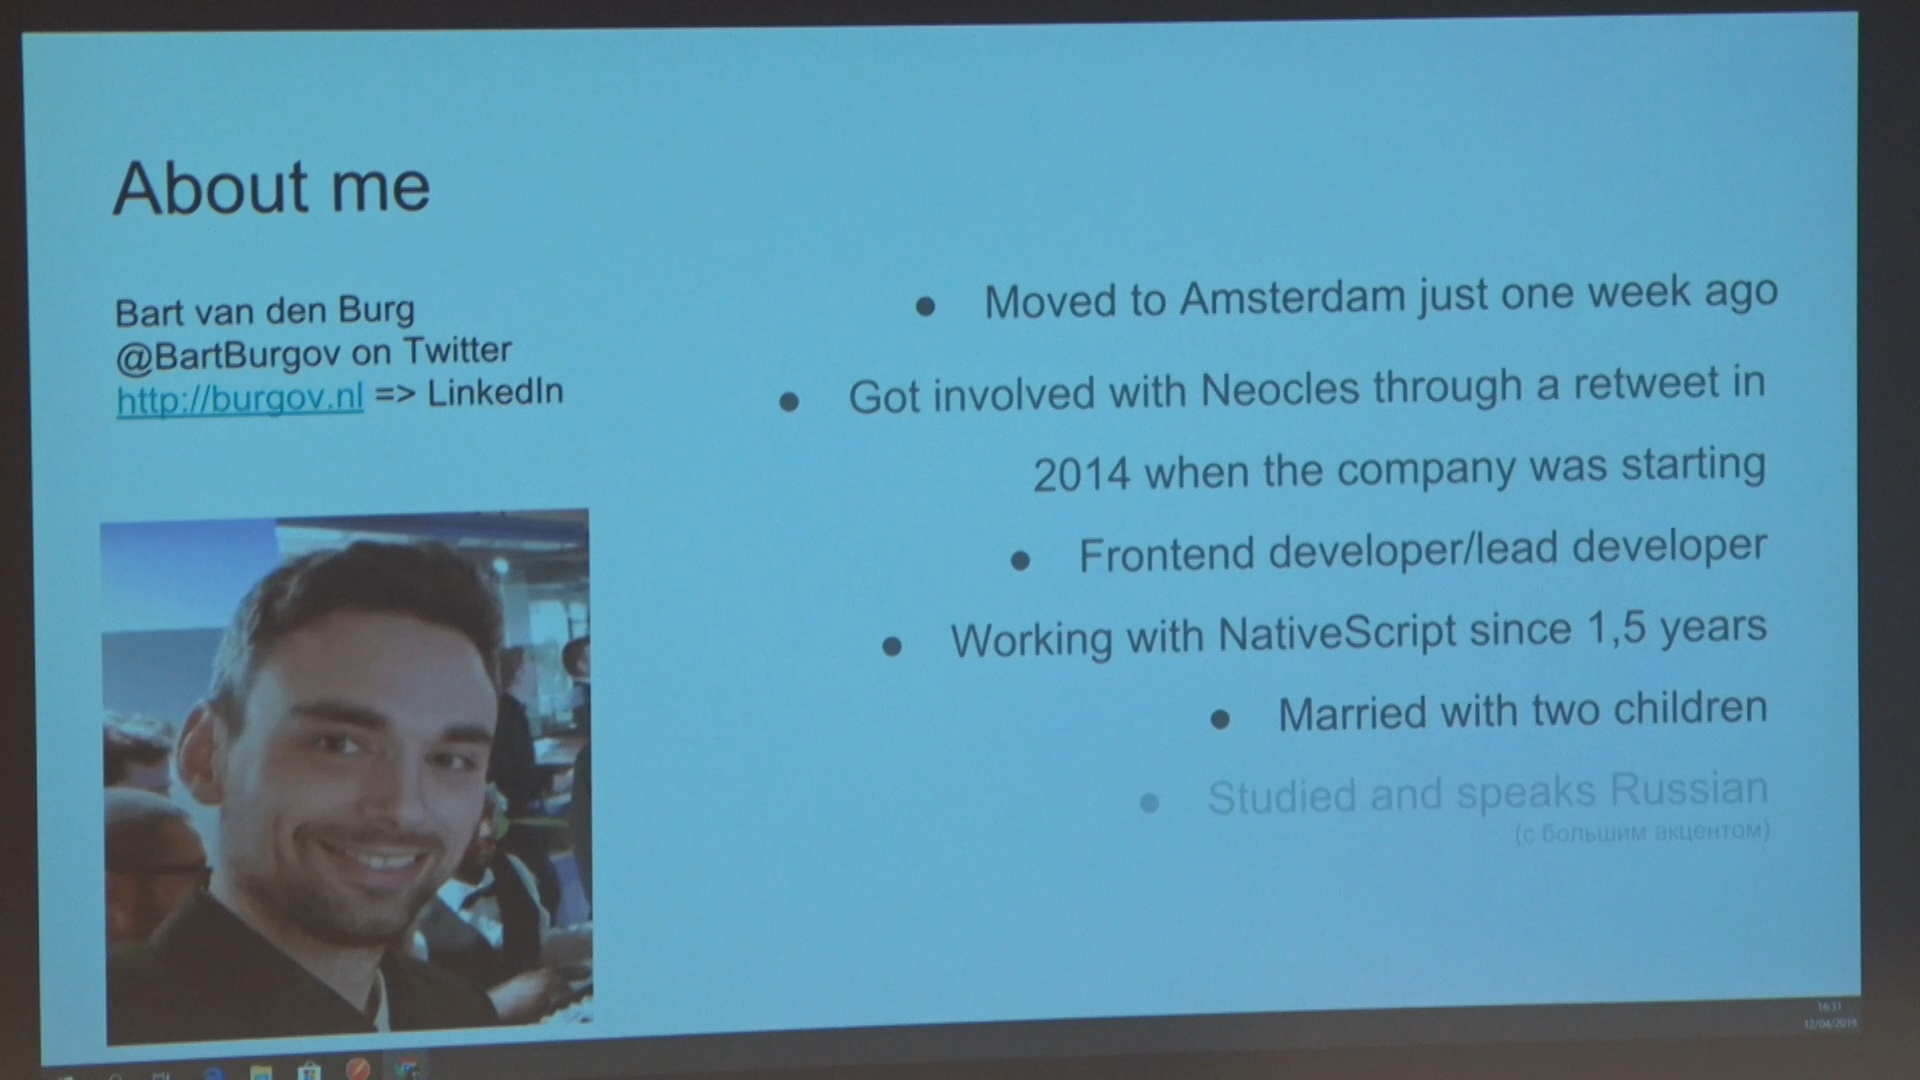 About me
Bart van den Burg
@BartBurgov on Twitter
http://burgov.nl => LinkedIn
● Moved to Amsterdam just one week ago
● Got involved with Neocles through a retweet in
2014 when the company was starting
● Frontend developer/lead developer
● Working with NativeScript since 1,5 years
● Married with two children
● Studied and speaks Russian
(с большим акцентом)
16:31